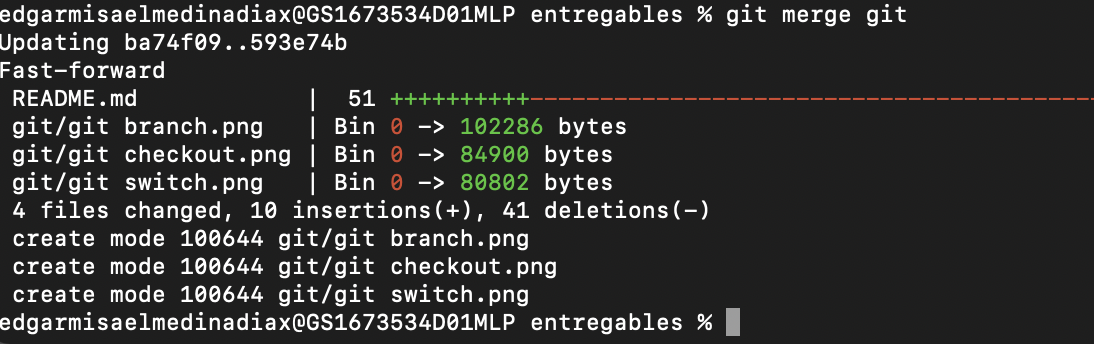 edgarmisaelmedinadiax@GS1673534D01MLP entregables % git merge git
Updating ba74f09..593e74b
Fast-forward
 README.md            |  51 ++++++++++-----------------------------------------
 git/git branch.png   | Bin 0 -> 102286 bytes
 git/git checkout.png | Bin 0 -> 84900 bytes
 git/git switch.png   | Bin 0 -> 80802 bytes
 4 files changed, 10 insertions(+), 41 deletions(-)
 create mode 100644 git/git branch.png
 create mode 100644 git/git checkout.png
 create mode 100644 git/git switch.png
edgarmisaelmedinadiax@GS1673534D01MLP entregables %